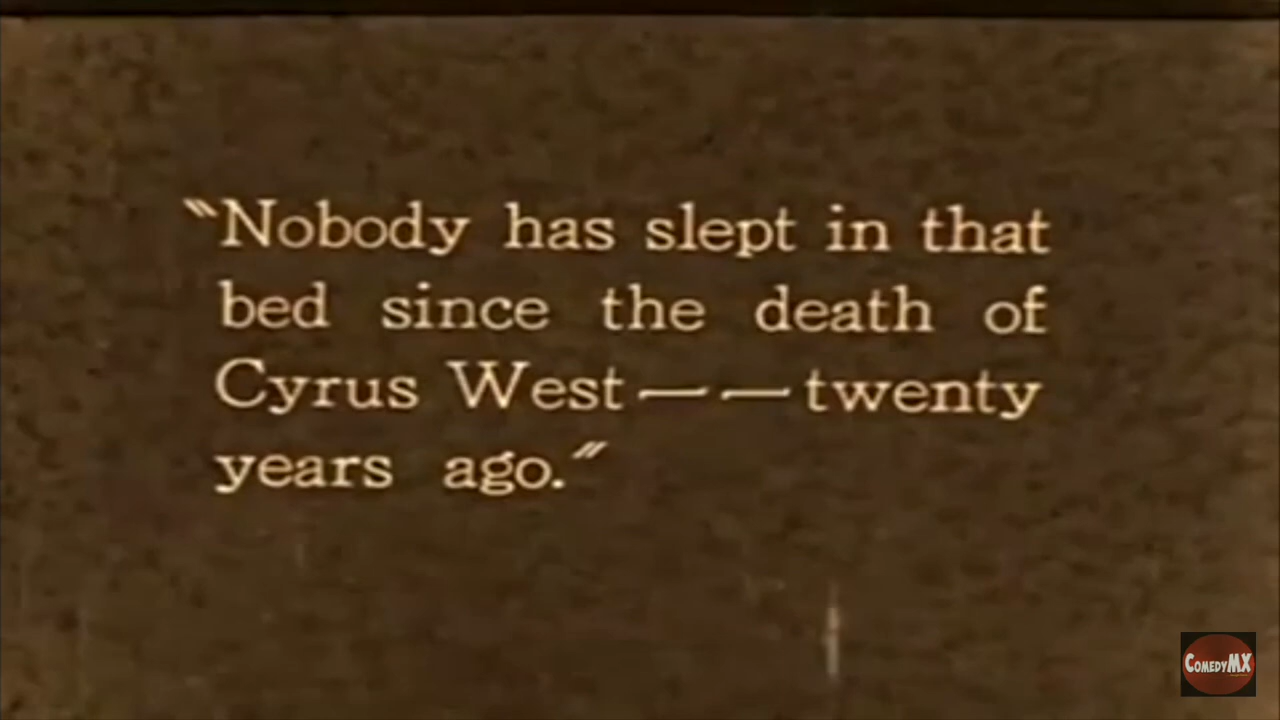 "Nobody has slept in that
bed since the death of
Cyrus West — — twenty
years ago."
COMEDYMX